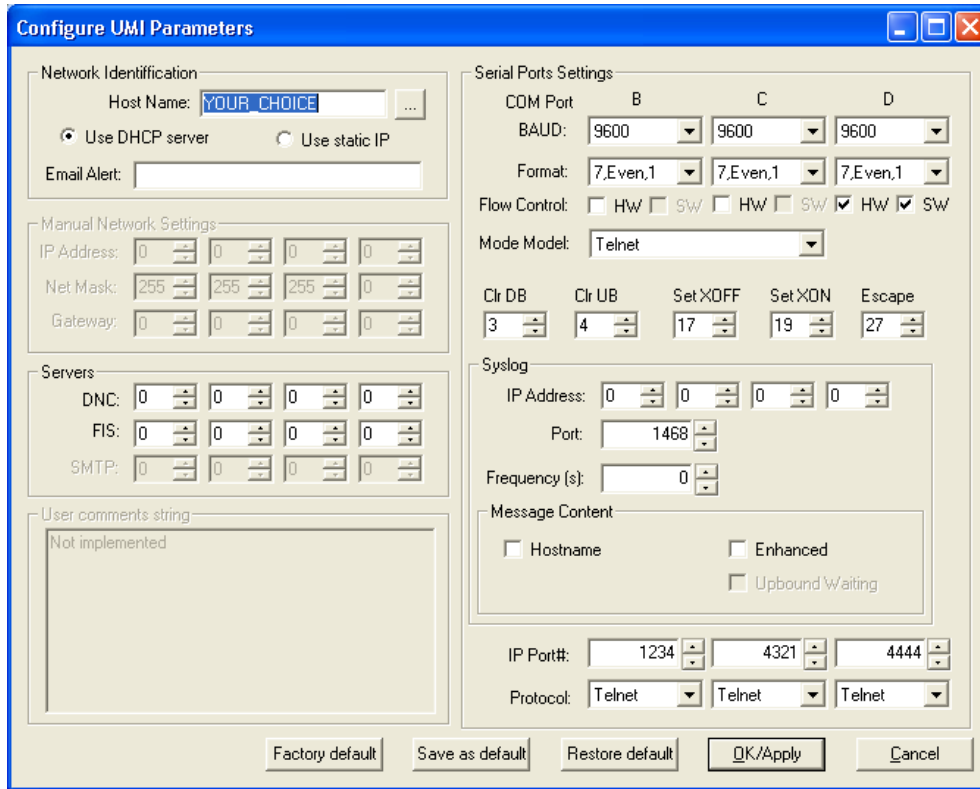 Configure UMI Parameters
Network Identiffication
Host Name: YOUR_CHOICE ...
Use DHCP server Use static IP
Email Alert:
Manual Network Settings
IP Address: 0 0 0 0
Net Mask: 255 255 255 0
Gateway: 0 0 0 0
Servers
DNC: 0 0 0 0
FIS: 0 0 0 0
SMTP: 0 0 0 0
User comments string
Not implemented
Serial Ports Settings
COM Port B C D
BAUD: 9600 9600 9600
Format: 7,Even,1 7,Even,1 7,Even,1
Flow Control: HW SW HW SW HW SW
Mode Model: Telnet
Clr DB Clr UB Set XOFF Set XON Escape
3 4 17 19 27
Syslog
IP Address: 0 0 0 0
Port: 1468
Frequency (s): 0
Message Content
Hostname Enhanced
Upbound Waiting
IP Port#: 1234 4321 4444
Protocol: Telnet Telnet Telnet
Factory default Save as default Restore default OK/Apply Cancel